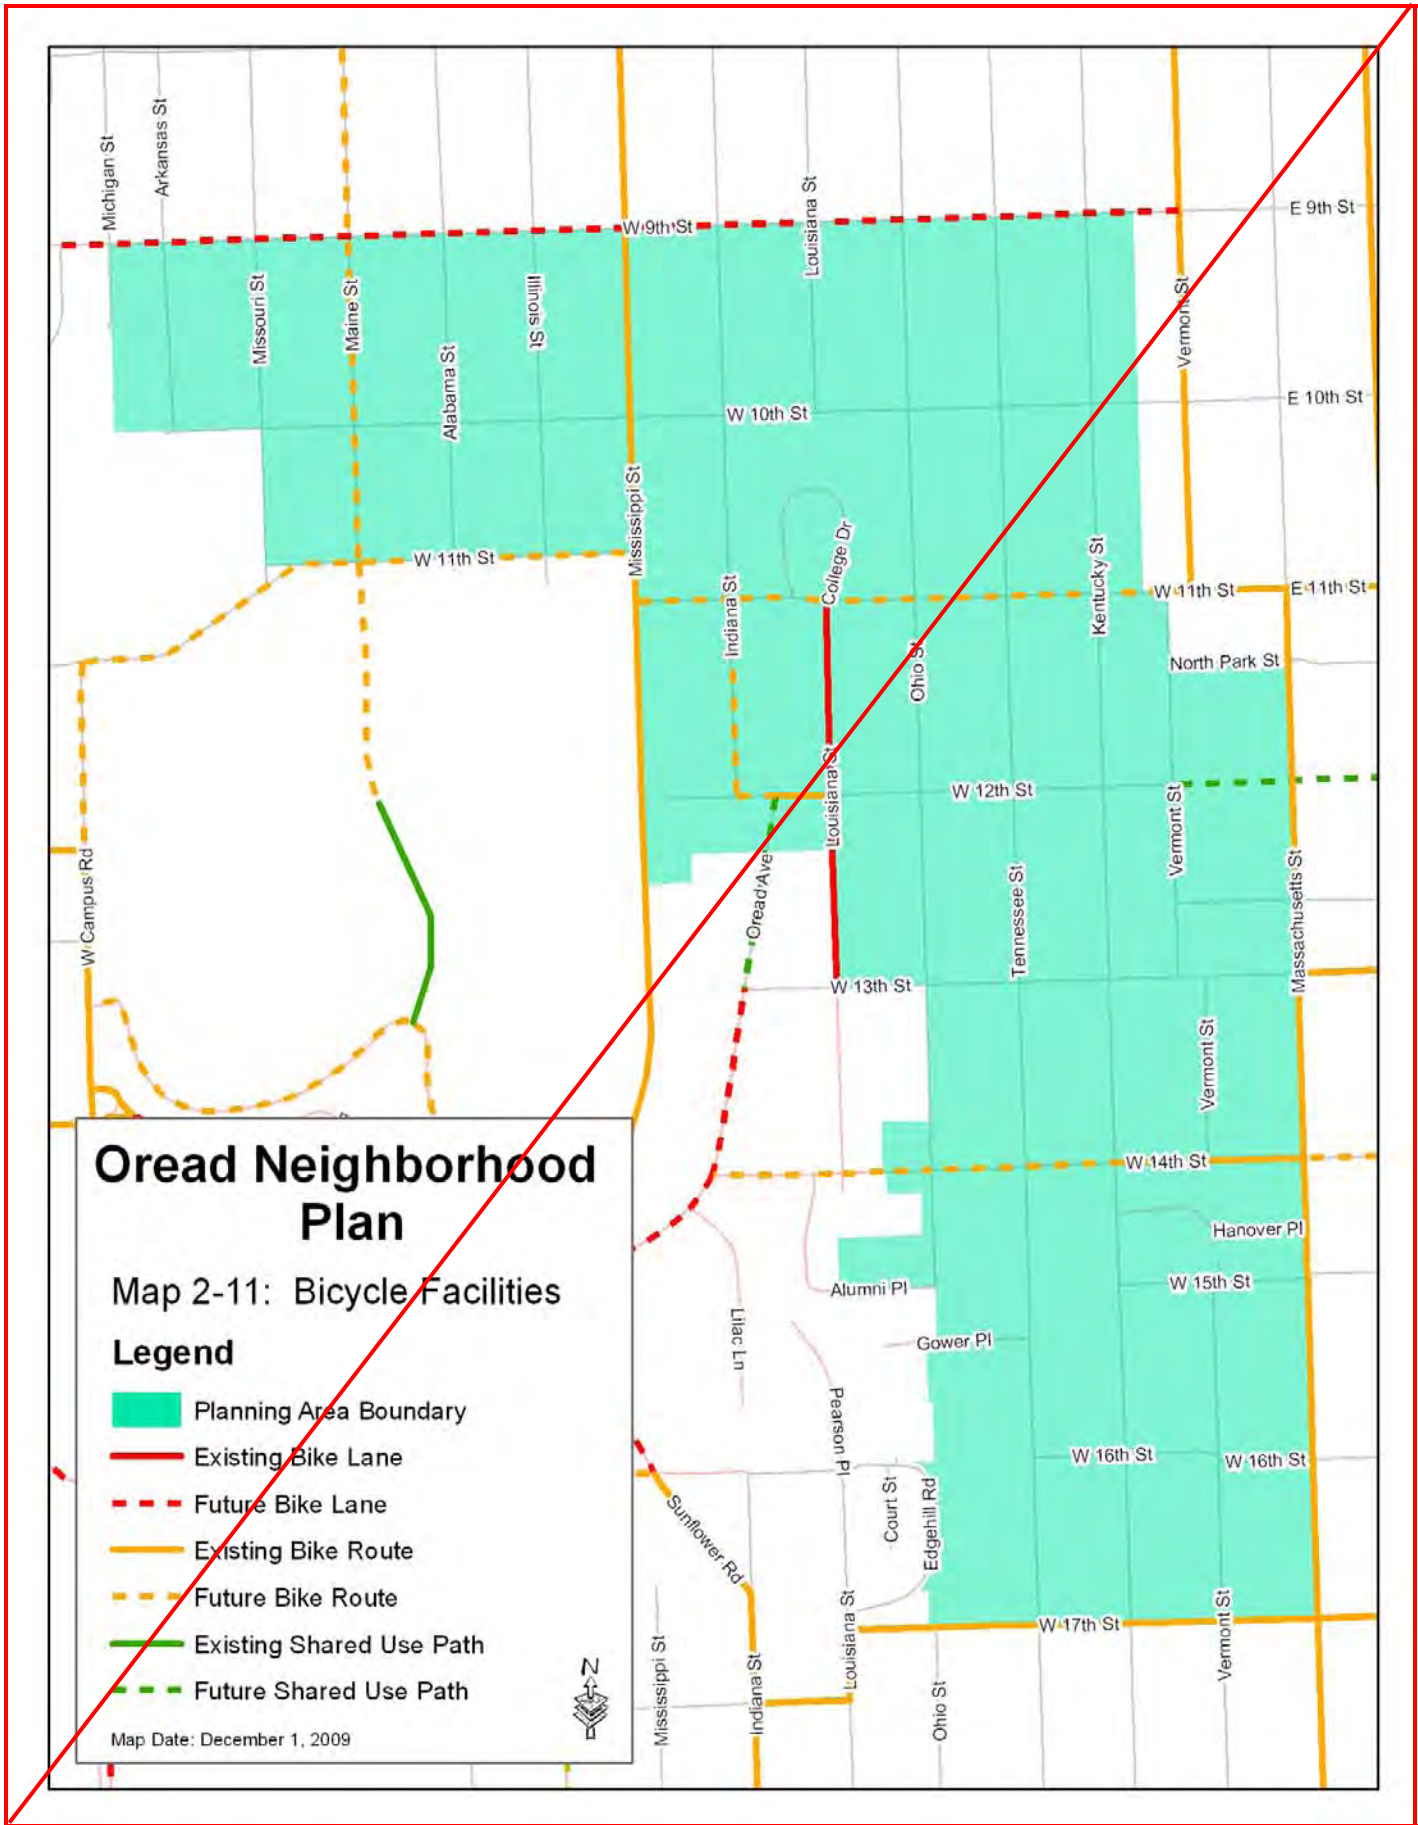 Michigan St
Arkansas St
Louisiana St
W 9th St
E 9th St
Missouri St
Maine St
Alabama St
Illinois St
Vermont St
W 10th St
E 10th St
Mississippi St
W 11th St
College Dr
Indiana St
Kentucky St
W 11th St
E 11th St
Ohio St
North Park St
Louisiana St
W 12th St
Vermont St
W Campus Rd
Oread Ave
Tennessee St
Massachusetts St
W 13th St
Vermont St
W 14th St
Hanover Pl
W 15th St
Alumni Pl
Gower Pl
Lilac Ln
Pearson Pl
W 16th St
W 16th St
Court St
Edgehill Rd
Sunflower Rd
W 17th St
Louisiana St
Vermont St
Mississippi St
Indiana St
Ohio St
Oread Neighborhood
Plan
Map 2-11: Bicycle Facilities
Legend
Planning Area Boundary
Existing Bike Lane
Future Bike Lane
Existing Bike Route
Future Bike Route
Existing Shared Use Path
Future Shared Use Path
N
Map Date: December 1, 2009